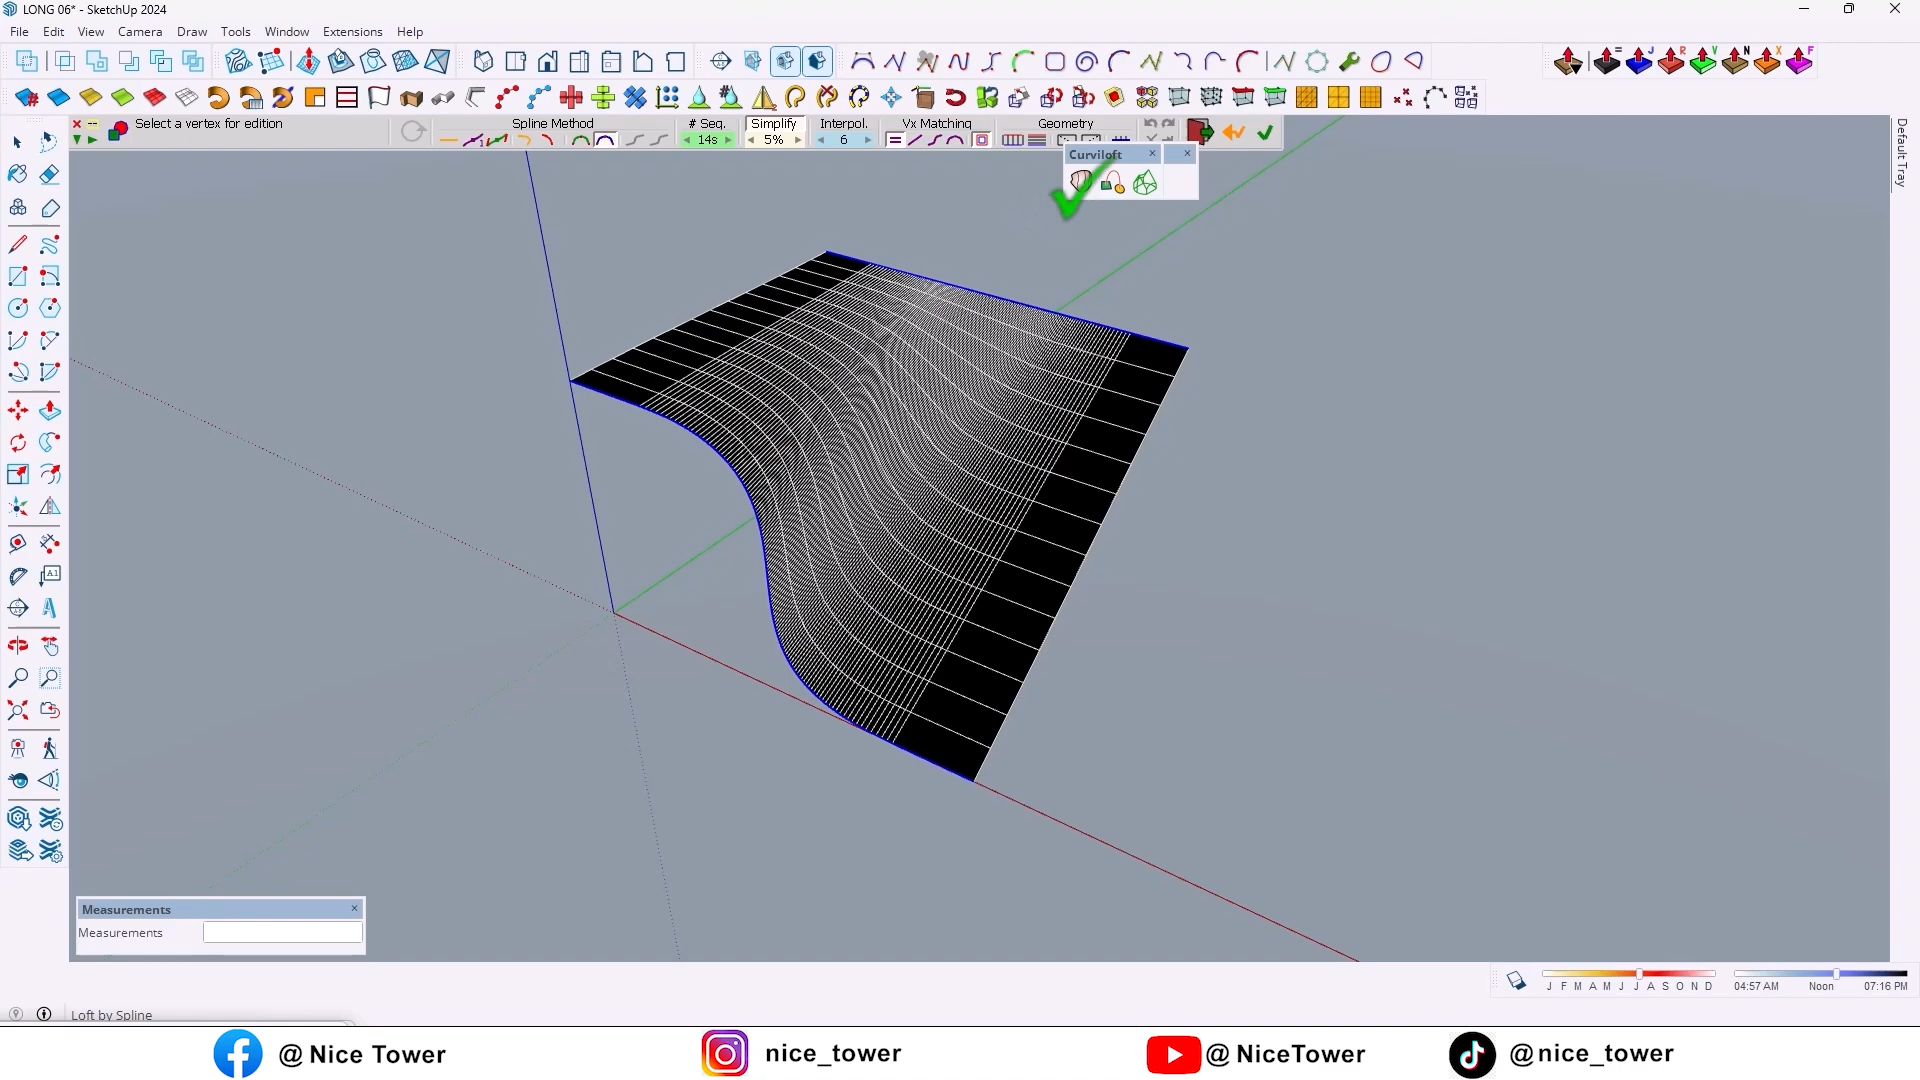 LONG 06* - SketchUp 2024
File Edit View Camera Draw Tools Window Extensions Help
= J R V N X F
Select a vertex for edition
Spline Method
# Seq.
14s
Simplify
5%
Interpol.
6
Vx Matching
Geometry
Curviloft
Default Tray
A1
Measurements
Measurements
J F M A M J J A S O N D
04:57 AM Noon 07:16 PM
Loft by Spline
@ Nice Tower
nice_tower
@ NiceTower
@nice_tower